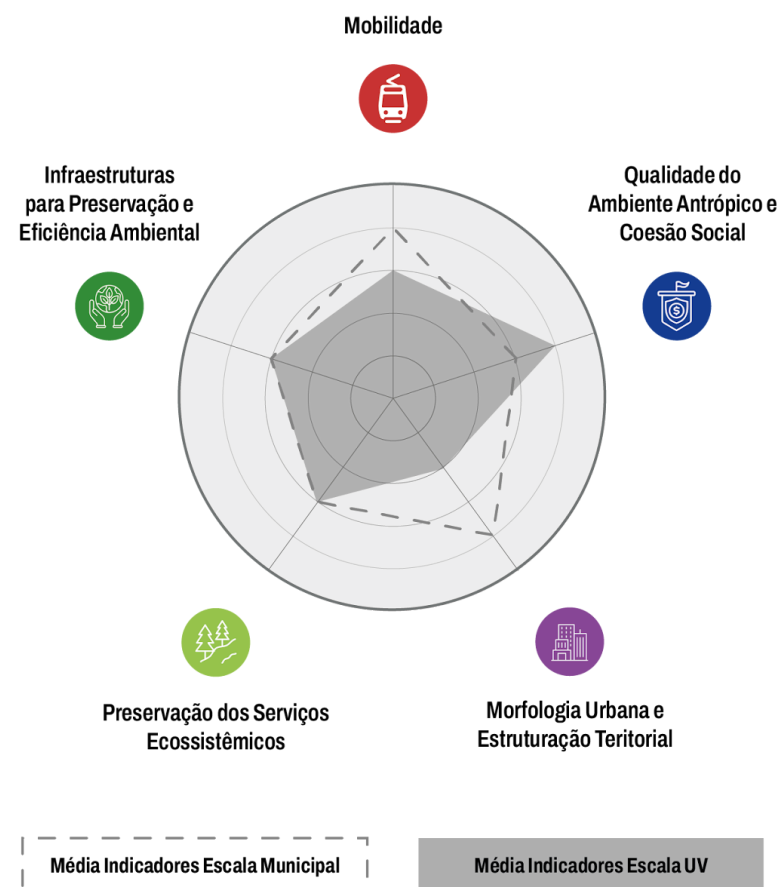 Mobilidade
Infraestruturas
para Preservação e
Eficiência Ambiental
Qualidade do
Ambiente Antrópico e
Coesão Social
$
Preservação dos Serviços
Ecossistêmicos
Morfologia Urbana e
Estruturação Teritorial
Média Indicadores Escala Municipal
Média Indicadores Escala UV